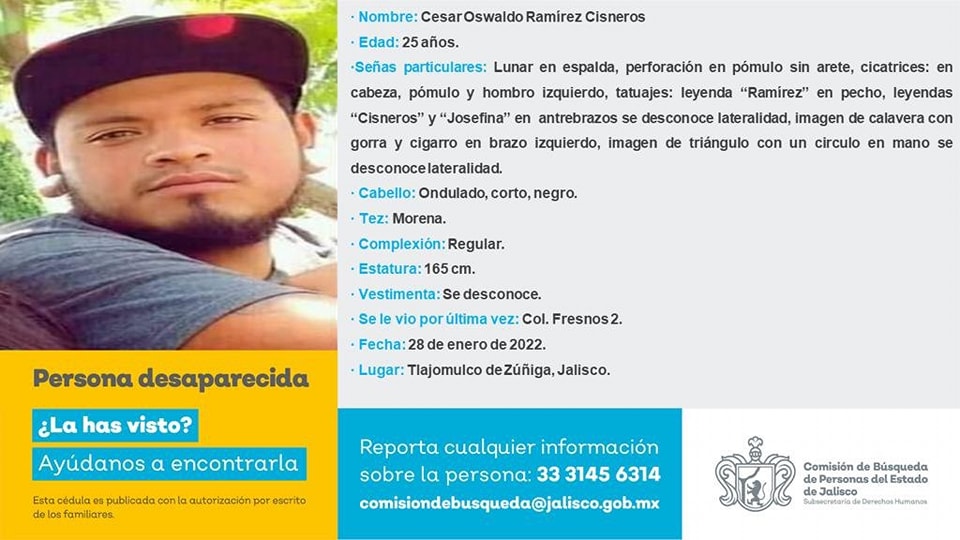 · Nombre: Cesar Oswaldo Ramírez Cisneros
· Edad: 25 años.
·Señas particulares: Lunar en espalda, perforación en pómulo sin arete, cicatrices: en
cabeza, pómulo y hombro izquierdo, tatuajes: leyenda “Ramírez” en pecho, leyendas
“Cisneros” y “Josefina” en antrebrazos se desconoce lateralidad, imagen de calavera con
gorra y cigarro en brazo izquierdo, imagen de triángulo con un circulo en mano se
desconoce lateralidad.
· Cabello: Ondulado, corto, negro.
· Tez: Morena.
· Complexión: Regular.
· Estatura: 165 cm.
· Vestimenta: Se desconoce.
· Se le vio por última vez: Col. Fresnos 2.
· Fecha: 28 de enero de 2022.
· Lugar: Tlajomulco de Zúñiga, Jalisco.
Persona desaparecida
¿La has visto?
Ayúdanos a encontrarla
Esta cédula es publicada con la autorización por escrito
de los familiares.
Reporta cualquier información
sobre la persona: 33 3145 6314
comisiondebusqueda@jalisco.gob.mx
Comisión de Búsqueda
de Personas del Estado
de Jalisco
Subsecretaría de Derechos Humanos